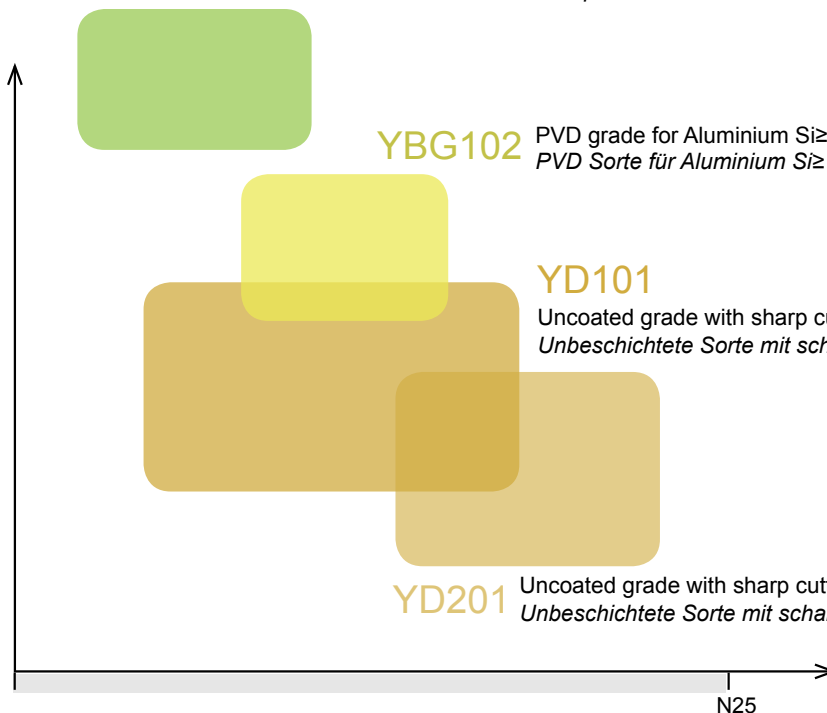 YBG102
PVD grade for Aluminium Si≥
PVD Sorte für Aluminium Si≥
YD101
Uncoated grade with sharp
Unbeschichtete Sorte mit
YD201
Uncoated grade with sharp
Unbeschichtete Sorte mit
N25